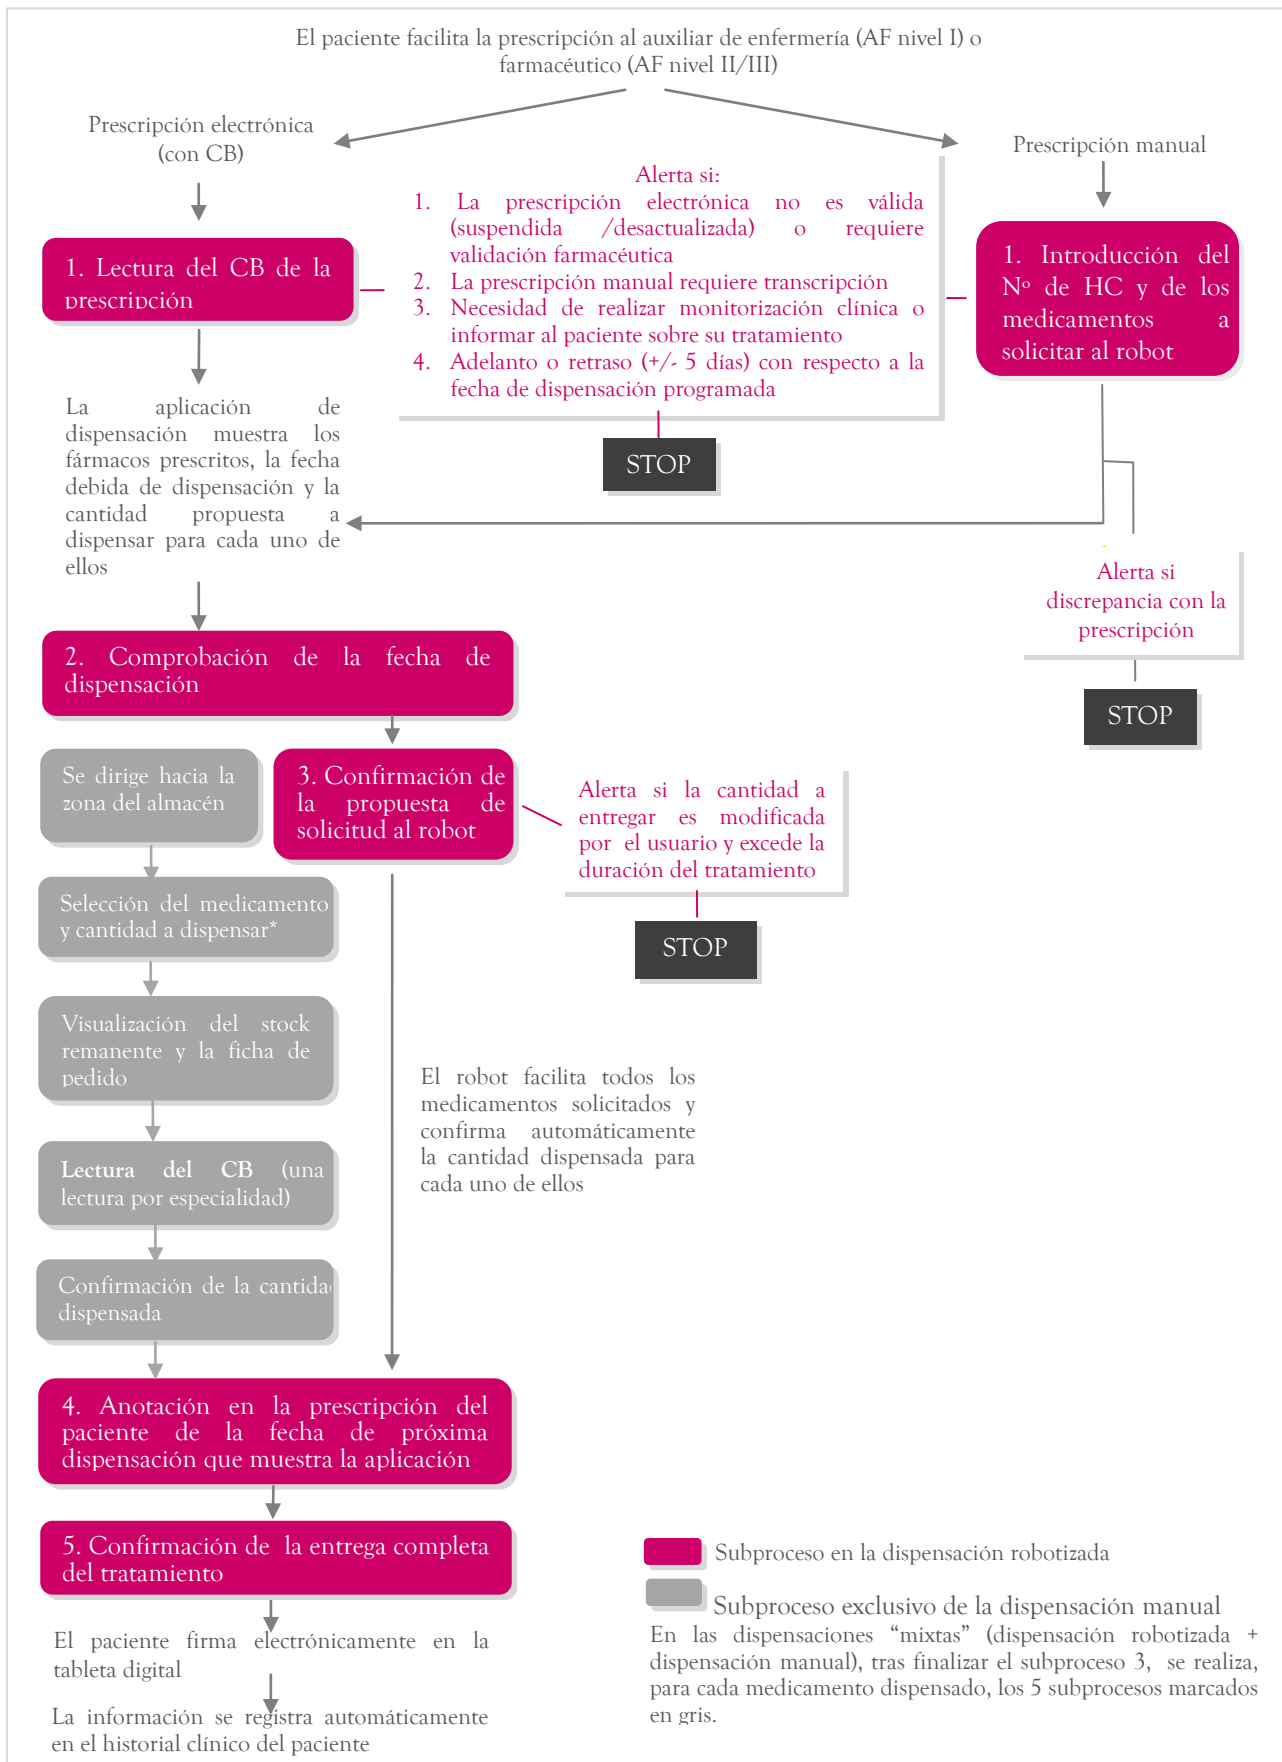 El paciente facilita la prescripción al auxiliar de enfermería (AF nivel I) o
farmacéutico (AF nivel II/III)
Prescripción electrónica
(con CB)
Prescripción manual
Alerta si:
1. La prescripción electrónica no es válida
(suspendida /desactualizada) o requiere
validación farmacéutica
2. La prescripción manual requiere transcripción
3. Necesidad de realizar monitorización clínica o
informar al paciente sobre su tratamiento
4. Adelanto o retraso (+/- 5 días) con respecto a la
fecha de dispensación programada
1. Lectura del CB de la
prescripción
1. Introducción del
Nº de HC y de los
medicamentos a
solicitar al robot
STOP
La aplicación de
dispensación muestra los
fármacos prescritos, la fecha
debida de dispensación y la
cantidad propuesta a
dispensar para cada uno de
ellos
Alerta si
discrepancia con la
prescripción
STOP
2. Comprobación de la fecha de
dispensación
Se dirige hacia la
zona del almacén
3. Confirmación de
la propuesta de
solicitud al robot
Alerta si la cantidad a
entregar es modificada
por el usuario y excede la
duración del tratamiento
STOP
Selección del medicamento
y cantidad a dispensar*
Visualización del stock
remanente y la ficha de
pedido
El robot facilita todos los
medicamentos solicitados y
confirma automáticamente
la cantidad dispensada para
cada uno de ellos
Lectura del CB (una
lectura por especialidad)
Confirmación de la cantida
dispensada
4. Anotación en la prescripción del
paciente de la fecha de próxima
dispensación que muestra la aplicación
5. Confirmación de la entrega completa
del tratamiento
El paciente firma electrónicamente en la
tableta digital
La información se registra automáticamente
en el historial clínico del paciente
Subproceso en la dispensación robotizada
Subproceso exclusivo de la dispensación manual
En las dispensaciones “mixtas” (dispensación robotizada +
dispensación manual), tras finalizar el subproceso 3, se realiza,
para cada medicamento dispensado, los 5 subprocesos marcados
en gris.